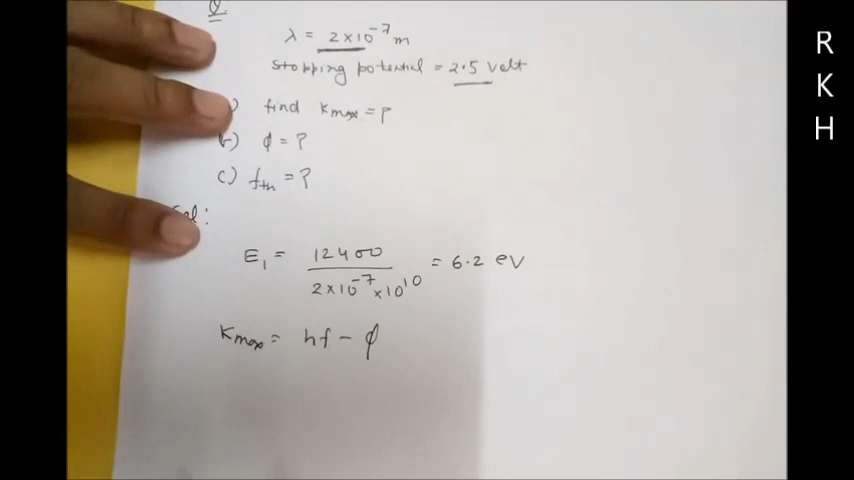 Q
λ = 2×10⁻⁷ m
Stopping potential = 2.5 Volt
) find Kmax = ?
b) ϕ = ?
c) fth = ?
Sol:
E₁ = 12400 / 2×10⁻⁷×10¹⁰ = 6.2 eV
Kmax = hf − ϕ
R
K
H